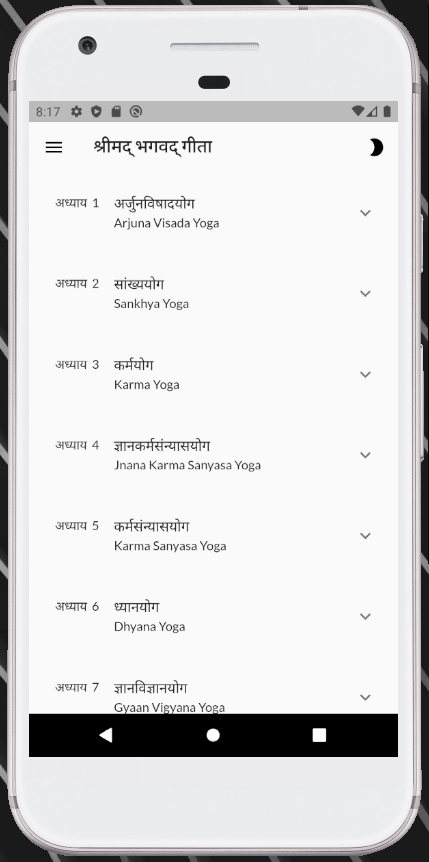 8:17
श्रीमद् भगवद् गीता
अध्याय 1 अर्जुनविषादयोग
Arjuna Visada Yoga
अध्याय 2 सांख्ययोग
Sankhya Yoga
अध्याय 3 कर्मयोग
Karma Yoga
अध्याय 4 ज्ञानकर्मसंन्यासयोग
Jnana Karma Sanyasa Yoga
अध्याय 5 कर्मसंन्यासयोग
Karma Sanyasa Yoga
अध्याय 6 ध्यानयोग
Dhyana Yoga
अध्याय 7 ज्ञानविज्ञानयोग
Gyaan Vigyana Yoga